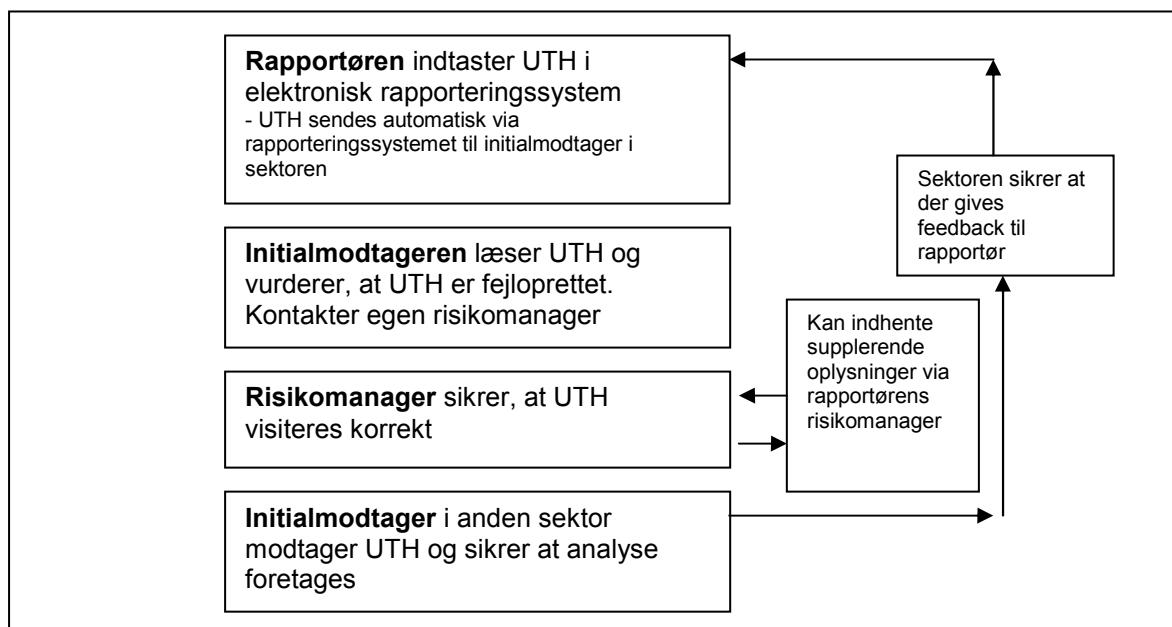 Rapportøren indtaster UTH i
elektronisk rapporteringssystem
- UTH sendes automatisk via
rapporteringssystemet til initialmodtager i
sektoren
Sektoren sikrer at
der gives
feedback til
rapportør
Initialmodtageren læser UTH og
vurderer, at UTH er fejloprettet.
Kontakter egen risikomanager
Kan indhente
supplerende
oplysninger via
rapportørens
risikomanager
Risikomanager sikrer, at UTH
visiteres korrekt
Initialmodtager i anden sektor
modtager UTH og sikrer at analyse
foretages